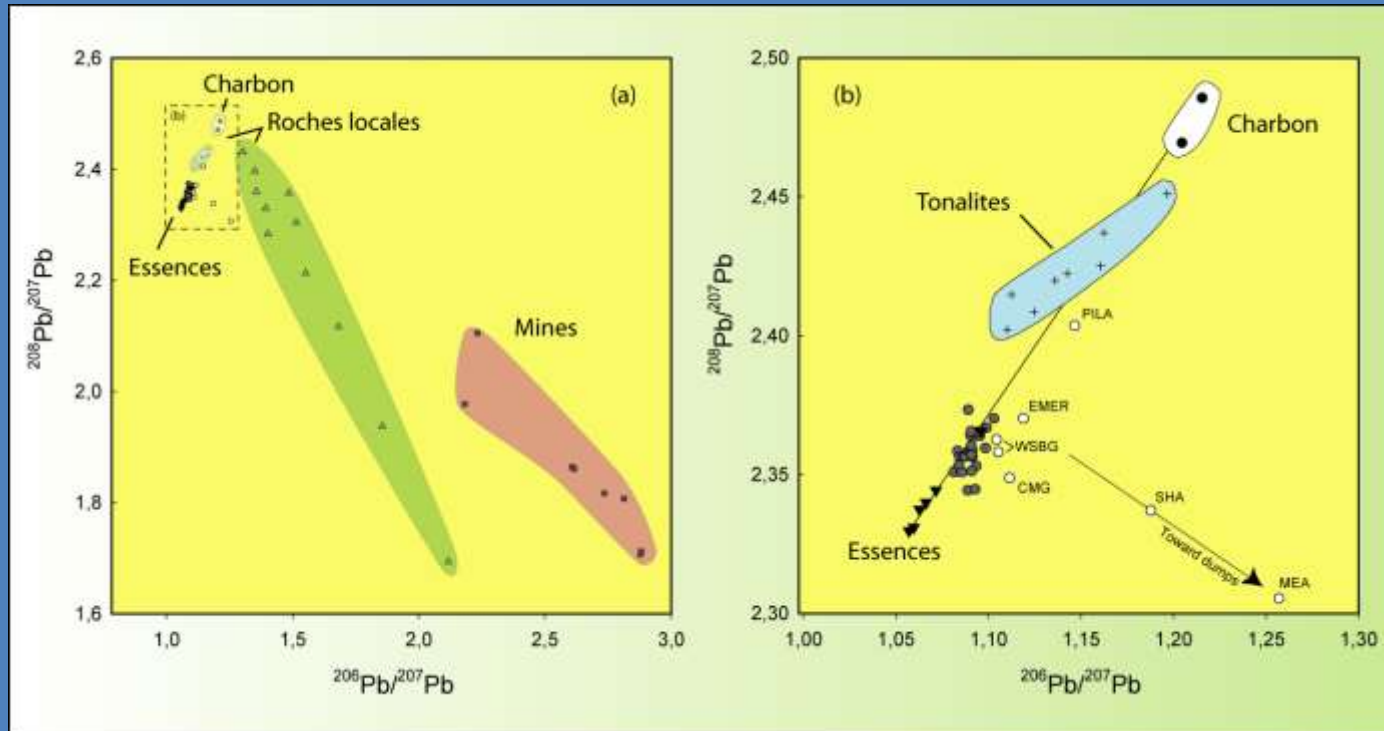 (a)
Charbon
(b)
Roches locales
Essences
Mines
2,6
2,4
2,2
2,0
1,8
1,6
²⁰⁸Pb/²⁰⁷Pb
1,0
1,5
2,0
2,5
3,0
²⁰⁶Pb/²⁰⁷Pb
(b)
Charbon
Tonalites
PILA
EMER
WSBG
CMG
SHA
Essences
Toward dumps
MEA
2,50
2,45
2,40
2,35
2,30
²⁰⁸Pb/²⁰⁷Pb
1,00
1,05
1,10
1,15
1,20
1,25
1,30
²⁰⁶Pb/²⁰⁷Pb